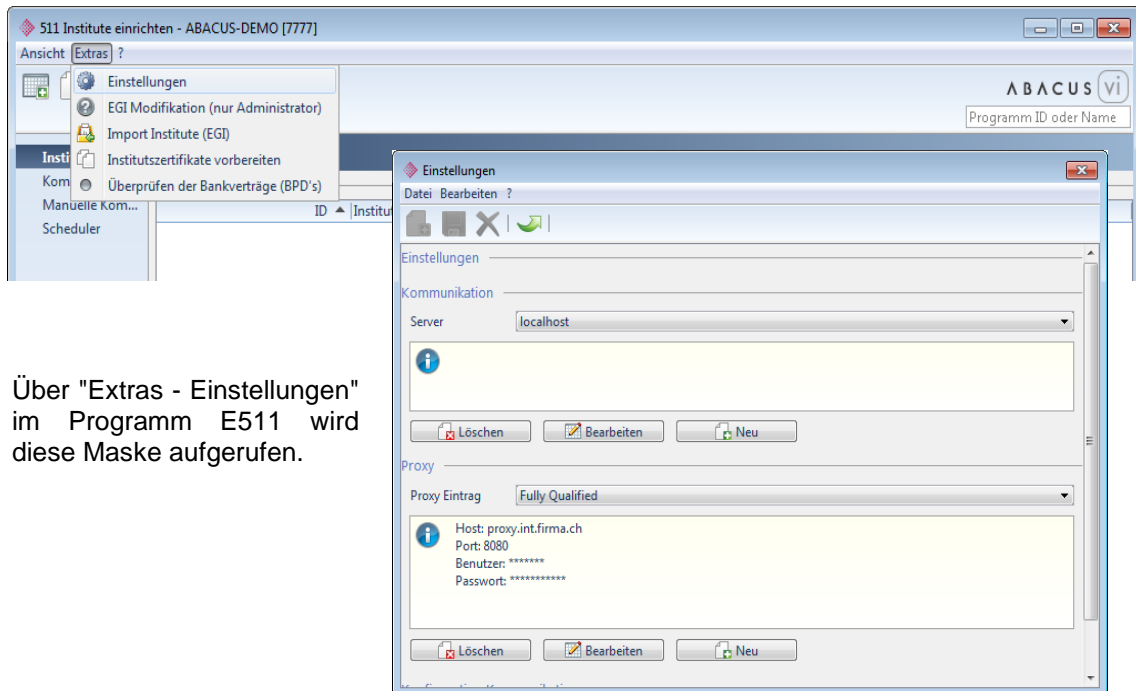 511 Institute einrichten - ABACUS-DEMO [7777]
Ansicht Extras ?
Einstellungen
EGI Modifikation (nur Administrator)
Import Institute (EGI)
Institutszertifikate vorbereiten
Überprüfen der Bankverträge (BPD's)
ABACUS vi
Programm ID oder Name
Insti
Kom
Manuelle Kom...
Scheduler
ID Institu
Einstellungen
Datei Bearbeiten ?
Einstellungen
Kommunikation
Server localhost
Löschen Bearbeiten Neu
Proxy
Proxy Eintrag Fully Qualified
Host: proxy.int.firma.ch
Port: 8080
Benutzer: *******
Passwort: ***********
Löschen Bearbeiten Neu
Über "Extras - Einstellungen"
im Programm E511 wird
diese Maske aufgerufen.